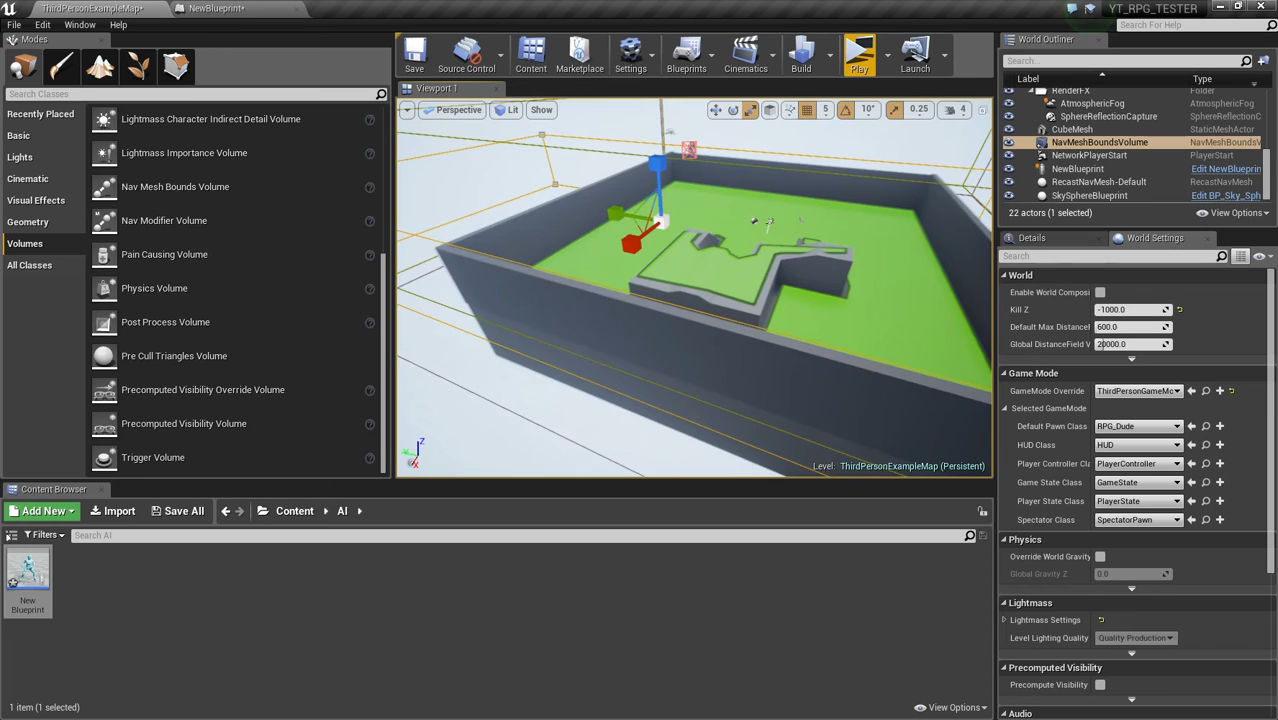 ThirdPersonExampleMap*
NewBlueprint*
YT_RPG_TESTER
File Edit Window Help
Search For Help
Modes
Search Classes
Recently Placed
Basic
Lights
Cinematic
Visual Effects
Geometry
Volumes
All Classes
Lightmass Character Indirect Detail Volume
Lightmass Importance Volume
Nav Mesh Bounds Volume
Nav Modifier Volume
Pain Causing Volume
Physics Volume
Post Process Volume
Pre Cull Triangles Volume
Precomputed Visibility Override Volume
Precomputed Visibility Volume
Trigger Volume
Save Source Control Content Marketplace Settings Blueprints Cinematics Build Play Launch
Viewport 1
Perspective Lit Show 5 10° 0.25 4
Z
X
Level: ThirdPersonExampleMap (Persistent)
World Outliner
Search...
Label Type
RenderFX Folder
AtmosphericFog AtmosphericFog
SphereReflectionCapture SphereReflectionC
CubeMesh StaticMeshActor
NavMeshBoundsVolume NavMeshBoundsV
NetworkPlayerStart PlayerStart
NewBlueprint Edit NewBlueprin
RecastNavMesh-Default RecastNavMesh
SkySphereBlueprint Edit BP_Sky_Sph
22 actors (1 selected) View Options
Details World Settings
Search
World
Enable World Composi
Kill Z -1000.0
Default Max DistanceF 600.0
Global DistanceField V 20000.0
Game Mode
GameMode Override ThirdPersonGameMo
Selected GameMode
Default Pawn Class RPG_Dude
HUD Class HUD
Player Controller Cla PlayerController
Game State Class GameState
Player State Class PlayerState
Spectator Class SpectatorPawn
Physics
Override World Gravity
Global Gravity Z 0.0
Lightmass
Lightmass Settings
Level Lighting Quality Quality Production
Precomputed Visibility
Precompute Visibility
Audio
Content Browser
Add New Import Save All Content AI
Filters Search AI
New
Blueprint
1 item (1 selected)
View Options